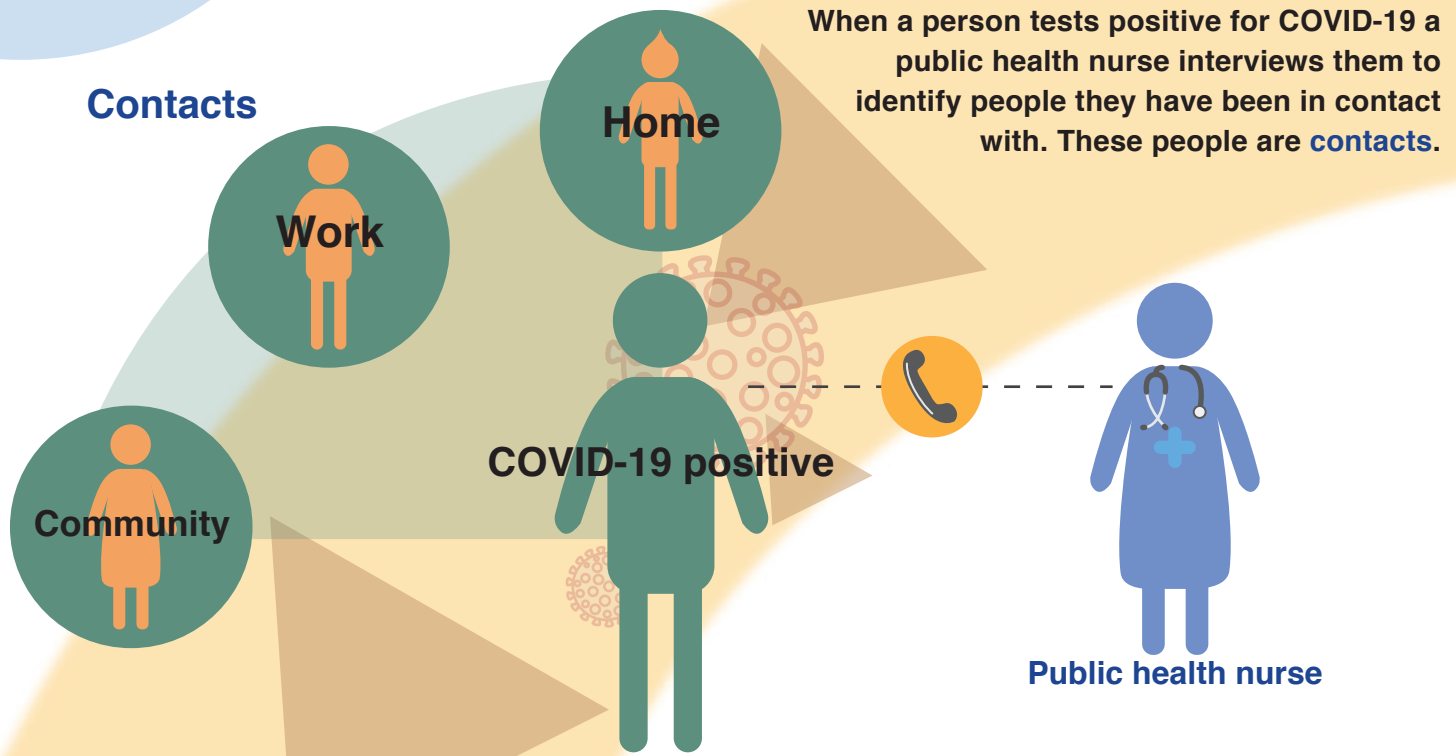 When a person tests positive for COVID-19 a
public health nurse interviews them to
identify people they have been in contact
with. These people are contacts.
Contacts
Home
Work
Community
COVID-19 positive
Public health nurse